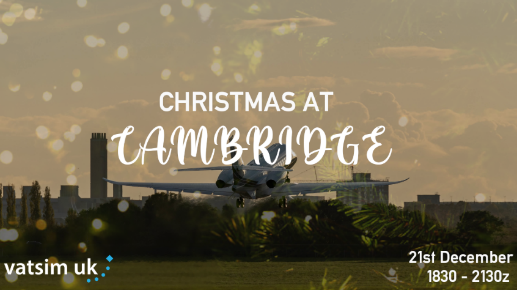 CHRISTMAS AT
CAMBRIDGE
vatsim uk
21st December
1830 - 2130z